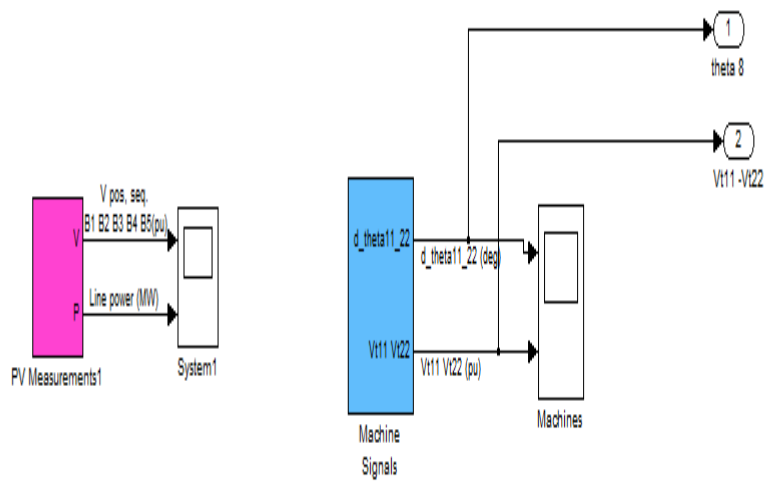 1
theta 8
2
Vt11 -Vt22
V pos, seq.
B1 B2 B3 B4 B5(pu)
V
Line power (MW)
P
PV Measurements1
System1
d_theta11_22
d_theta11_22 (deg)
Vt11 Vt22
Vt11 Vt22 (pu)
Machine
Signals
Machines